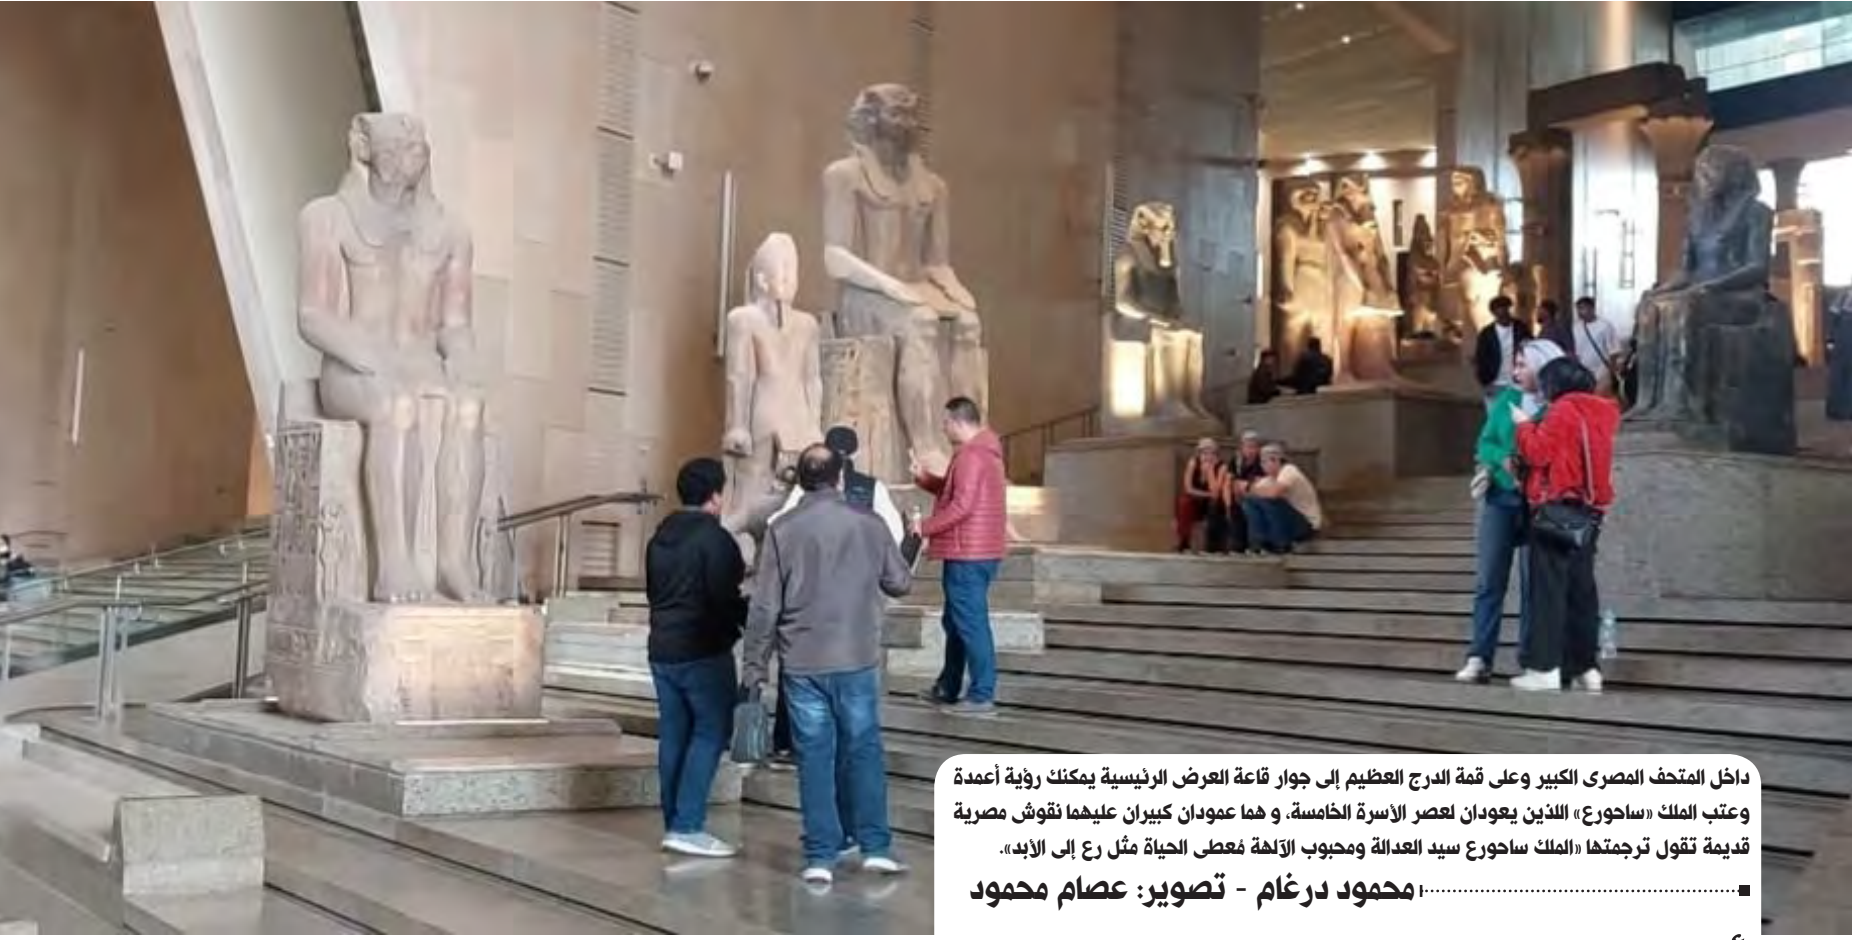 داخل المتحف المصرى الكبير وعلى قمة الدرج العظيم إلى جوار قاعة العرض الرئيسية يمكنك رؤية أعمدة
وعتب الملك «ساحورع» اللذين يعودان لعصر الأسرة الخامسة، و هما عمودان كبيران عليهما نقوش مصرية
قديمة تقول ترجمتها «الملك ساحورع سيد العدالة ومحبوب الآلهة مُعطى الحياة مثل رع إلى الأبد».
محمود درغام - تصوير: عصام محمود